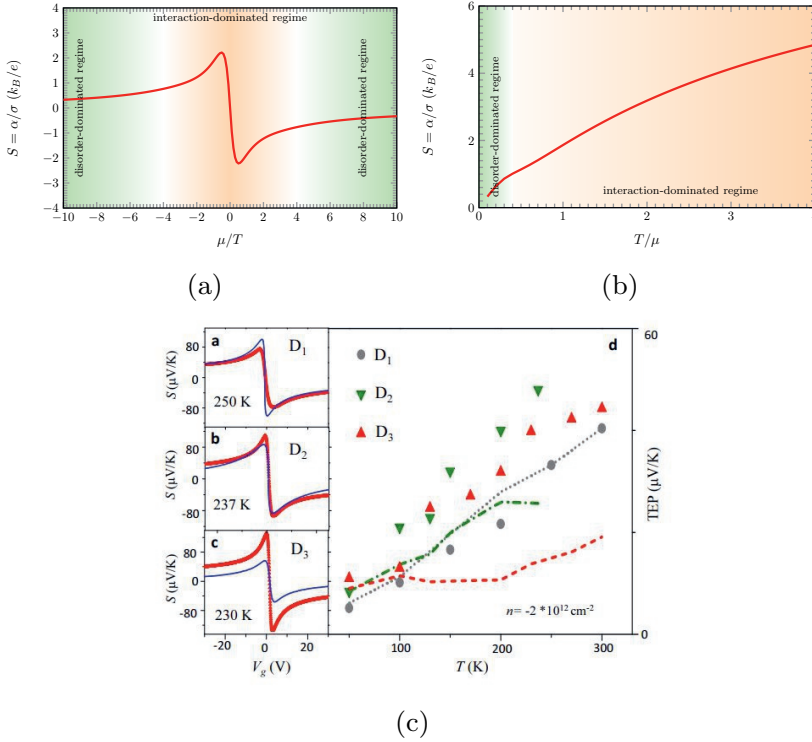 4
3
2
1
0
−1
−2
−3
−4
S = α/σ (k_B/e)
interaction-dominated regime
disorder-dominated regime
disorder-dominated regime
−10 −8 −6 −4 −2 0 2 4 6 8 10
μ/T
(a)
6
4
2
0
S = α/σ (k_B/e)
disorder-dominated regime
interaction-dominated regime
0 1 2 3
T/μ
(b)
a
D₁
80
0
-80
S (μV/K)
250 K
b
D₂
80
0
-80
S (μV/K)
237 K
c
D₃
80
0
-80
S (μV/K)
230 K
-20 0 20
V_g (V)
d
D₁
D₂
D₃
n= -2 *10¹² cm⁻²
100 150 200 250 300
T (K)
60
0
TEP (μV/K)
(c)